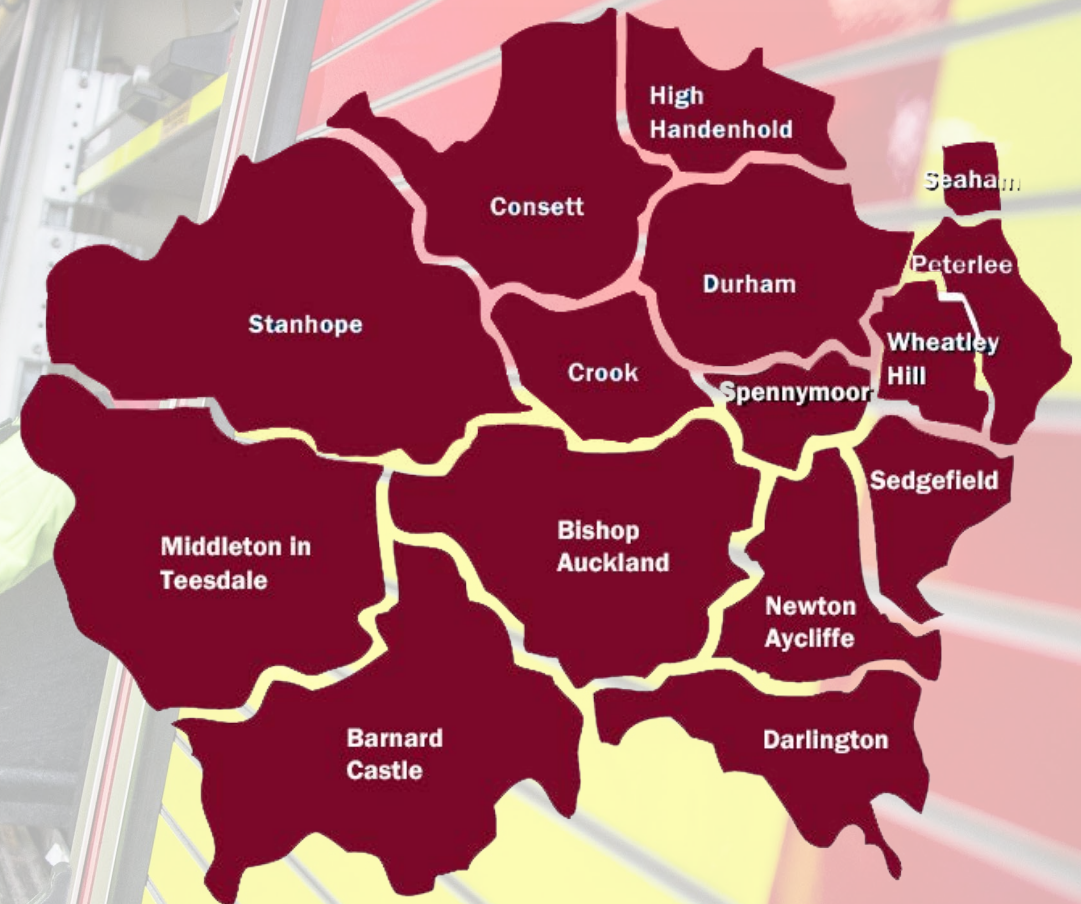 High
Handenhold
Seaham
Consett
Peterlee
Durham
Stanhope
Wheatley
Hill
Crook
Spennymoor
Sedgefield
Bishop
Auckland
Middleton in
Teesdale
Newton
Aycliffe
Barnard
Castle
Darlington